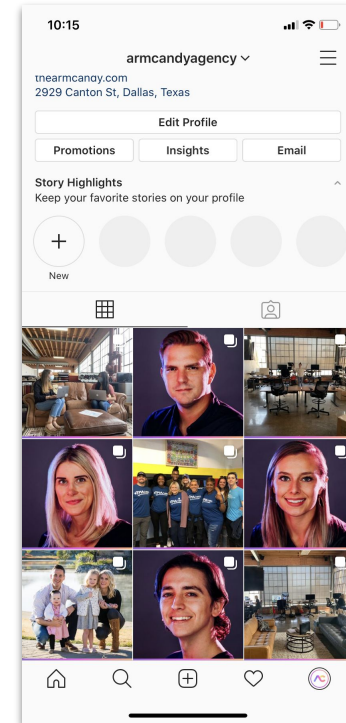 10:15
armcandyagency
thearmcandy.com
2929 Canton St, Dallas, Texas
Edit Profile
Promotions
Insights
Email
Story Highlights
Keep your favorite stories on your profile
New